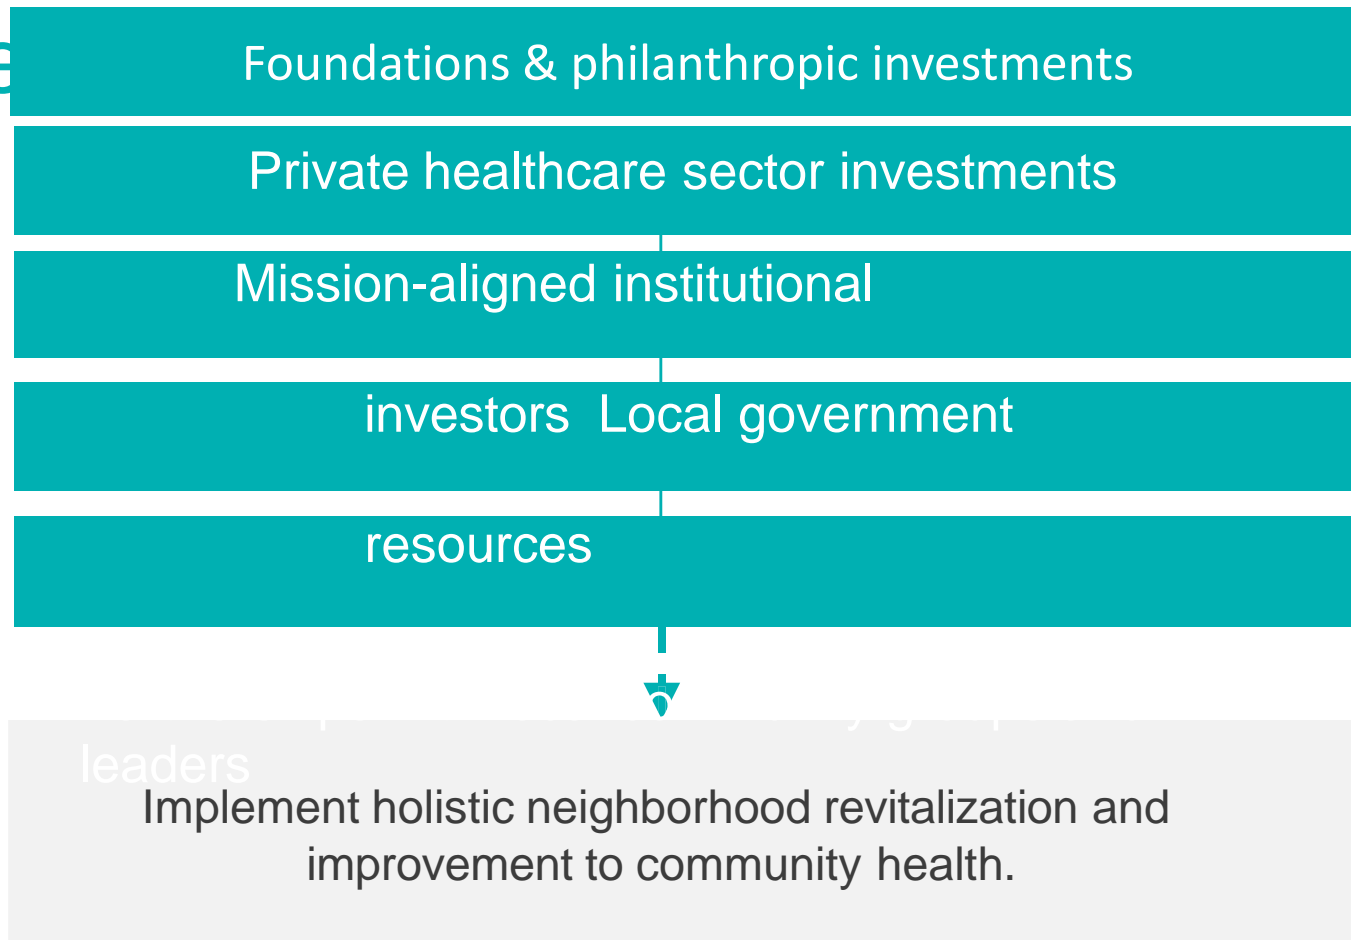 Foundations & philanthropic investments
Private healthcare sector investments
Mission-aligned institutional
investors Local government
resources
leaders
Implement holistic neighborhood revitalization and
improvement to community health.